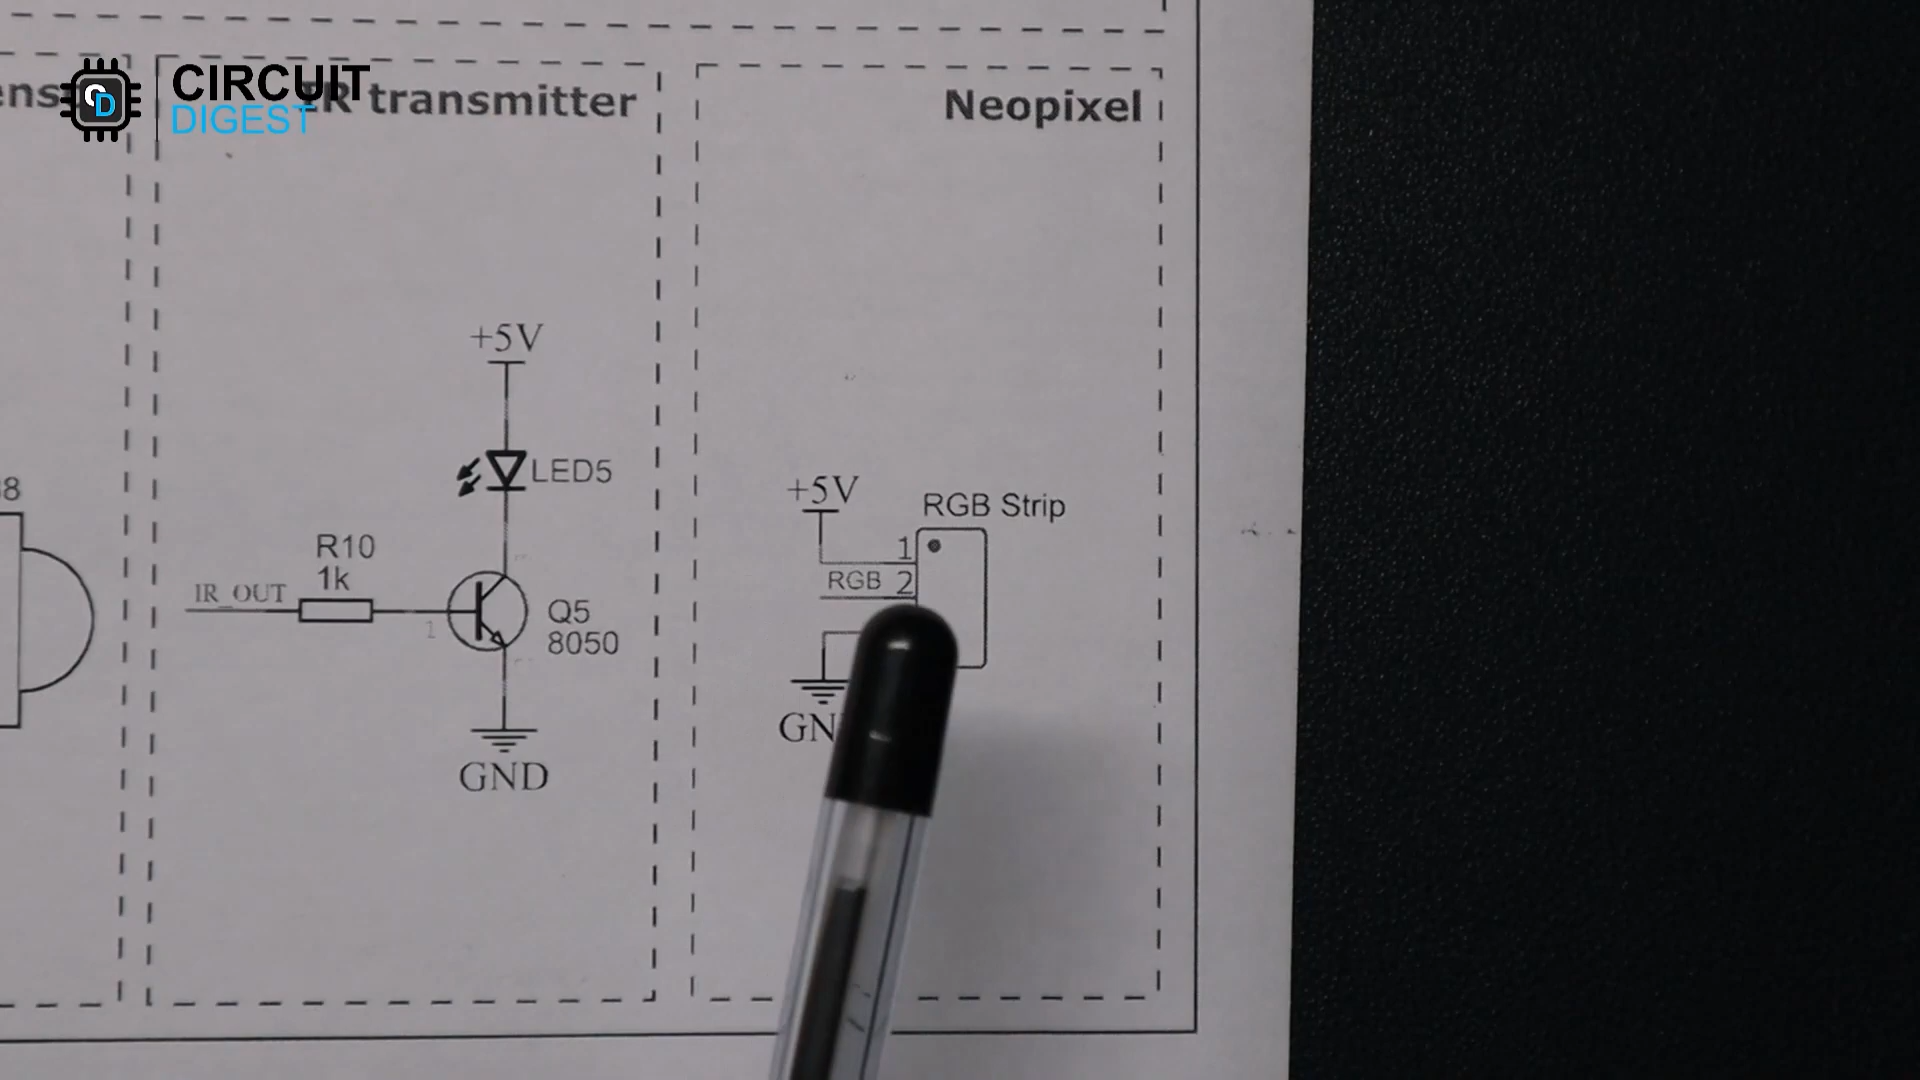 CIRCUIT
DIGEST
IR transmitter
Neopixel
+5V
LED5
R10
1k
IR_OUT
1
Q5
8050
GND
+5V
RGB Strip
1
RGB 2